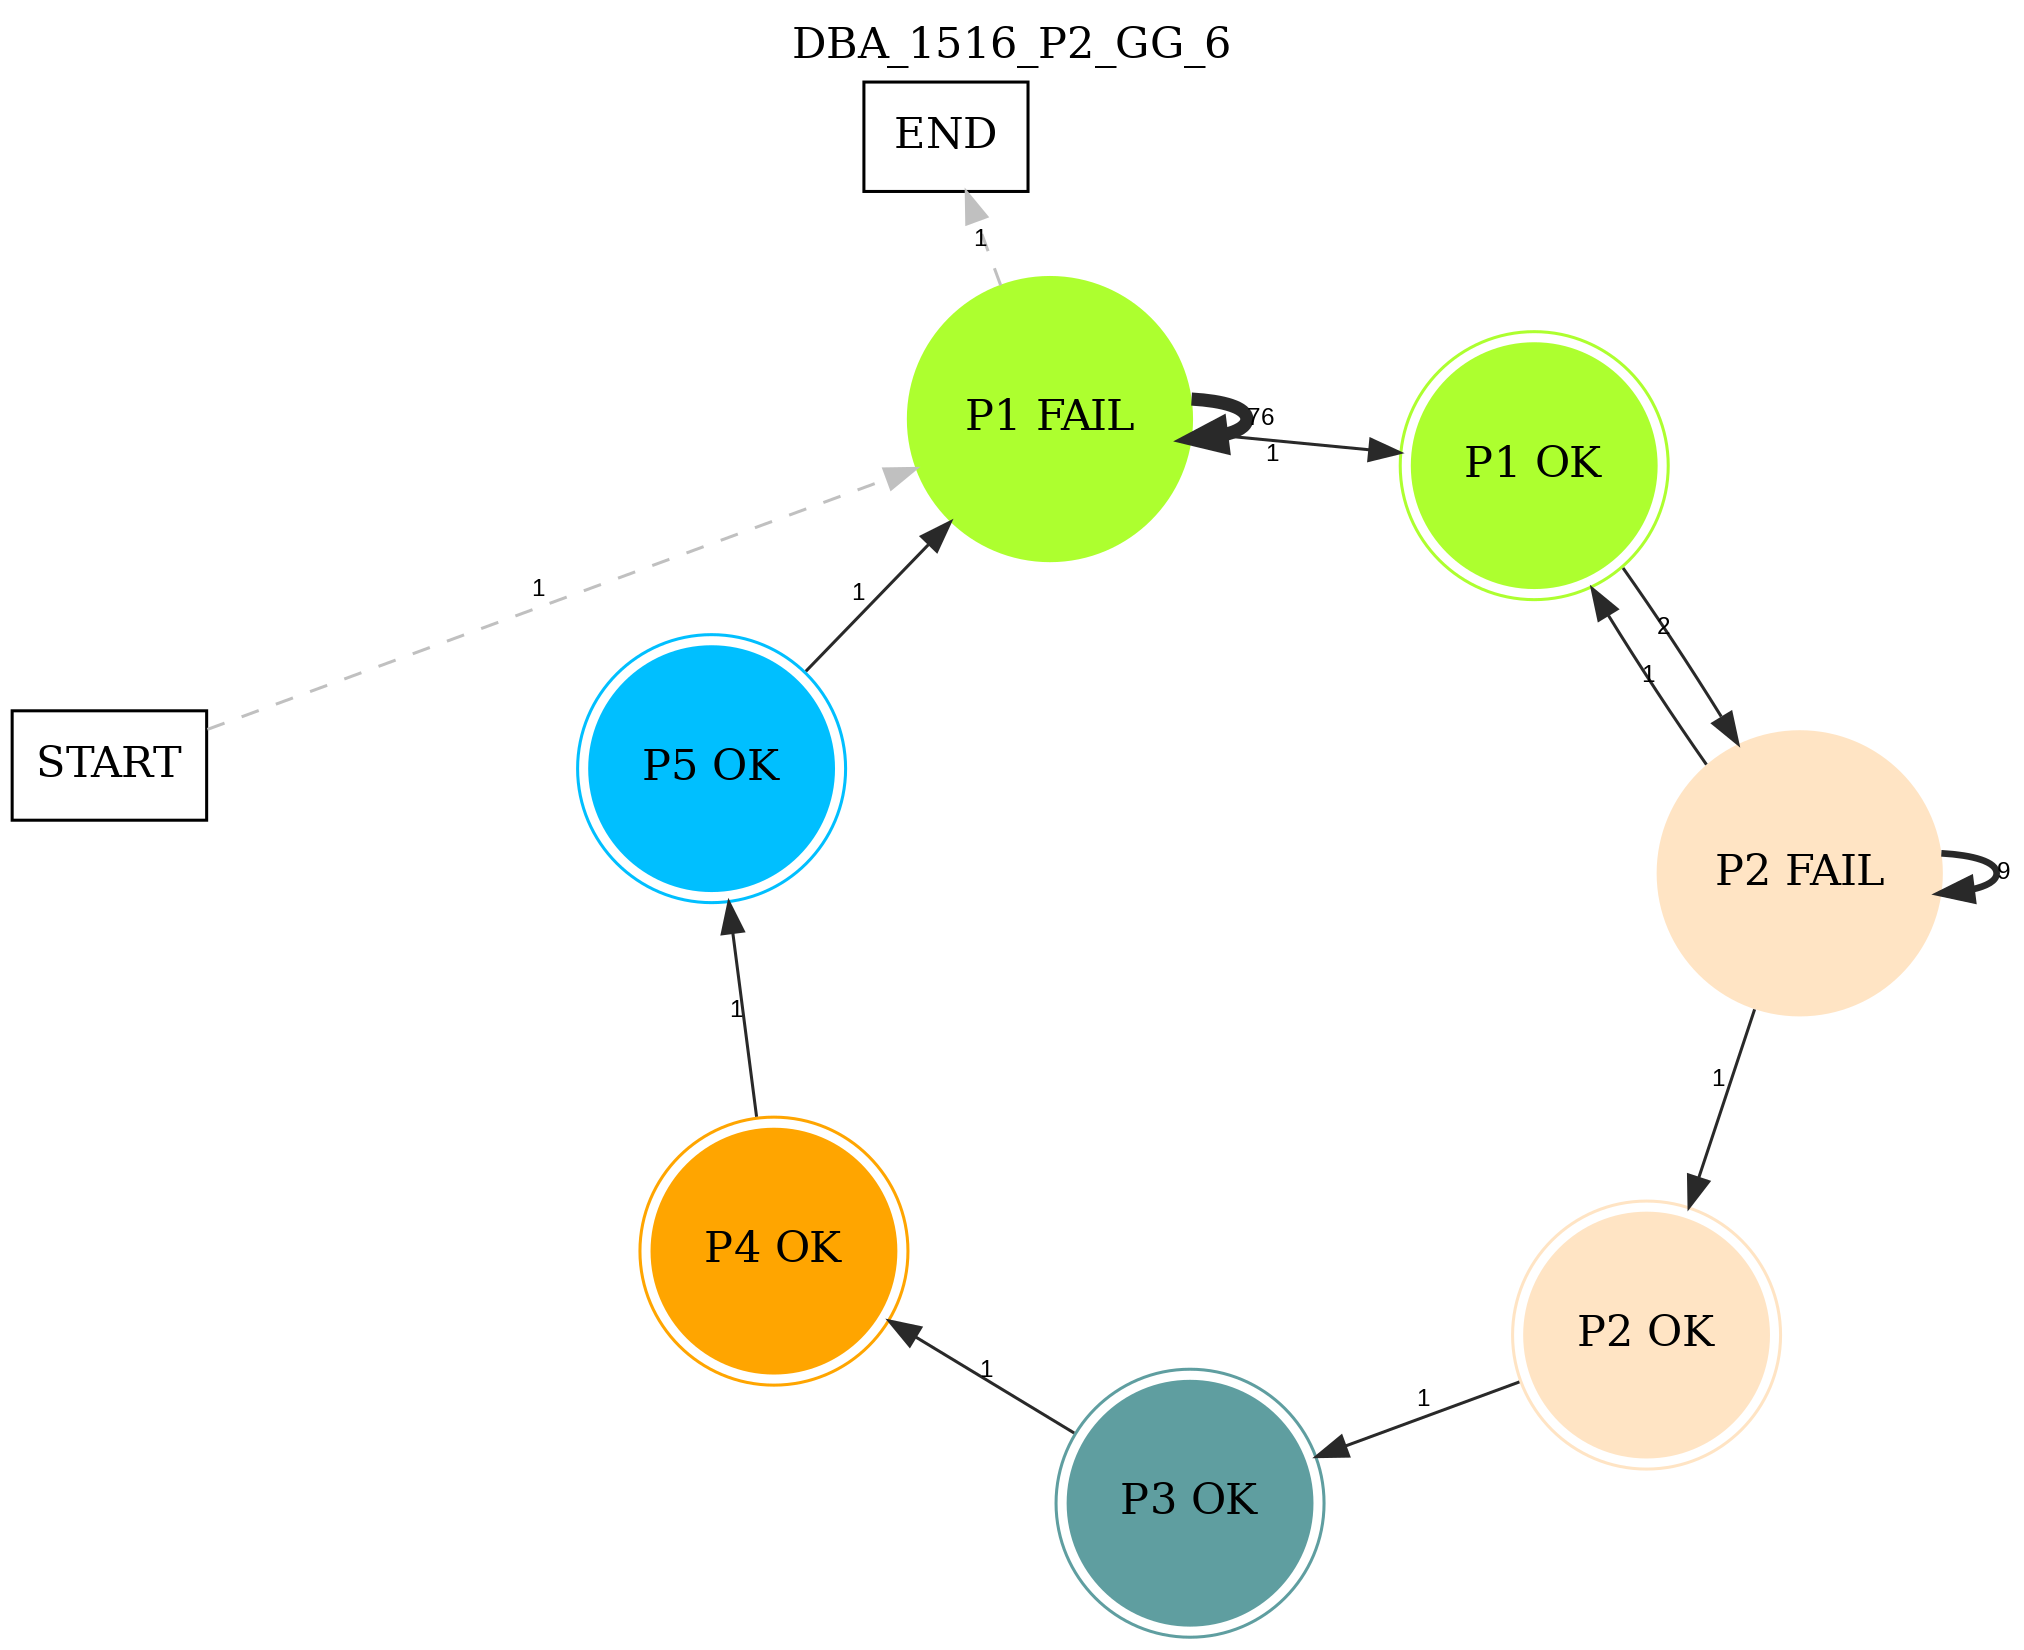 DBA_1516_P2_GG_6
END
1
P1 FAIL
76
1
P1 OK
1
1
2
1
START
P5 OK
P2 FAIL
9
1
1
P4 OK
P2 OK
1
1
P3 OK